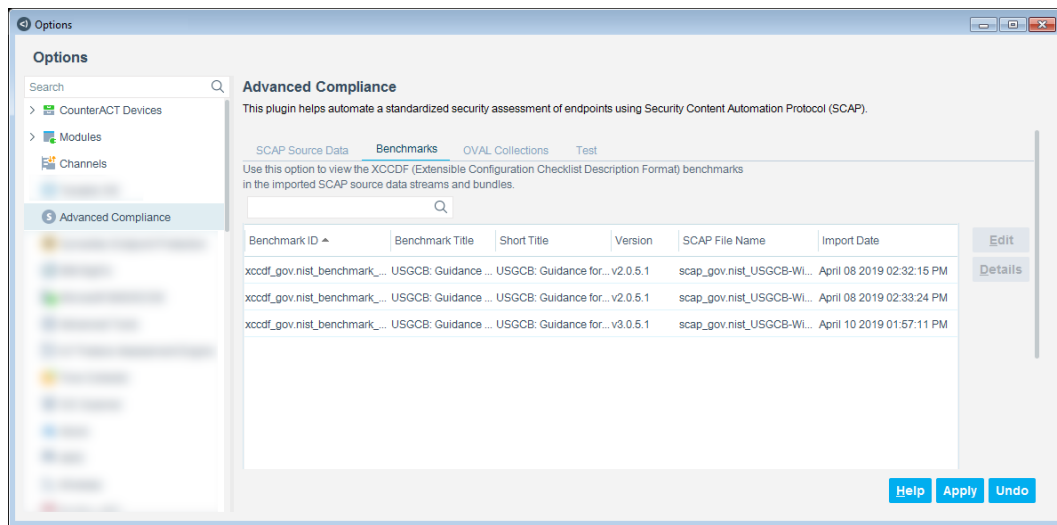 Options
Options
Search
CounterACT Devices
Modules
Channels
Advanced Compliance
Advanced Compliance
This plugin helps automate a standardized security assessment of endpoints using Security Content Automation Protocol (SCAP).
SCAP Source Data Benchmarks OVAL Collections Test
Use this option to view the XCCDF (Extensible Configuration Checklist Description Format) benchmarks
in the imported SCAP source data streams and bundles.
Benchmark ID Benchmark Title Short Title Version SCAP File Name Import Date
xccdf_gov.nist_benchmark_... USGCB: Guidance ... USGCB: Guidance for... v2.0.5.1 scap_gov.nist_USGCB-Wi... April 08 2019 02:32:15 PM
xccdf_gov.nist_benchmark_... USGCB: Guidance ... USGCB: Guidance for... v2.0.5.1 scap_gov.nist_USGCB-Wi... April 08 2019 02:33:24 PM
xccdf_gov.nist_benchmark_... USGCB: Guidance ... USGCB: Guidance for... v3.0.5.1 scap_gov.nist_USGCB-Wi... April 10 2019 01:57:11 PM
Edit
Details
Help Apply Undo